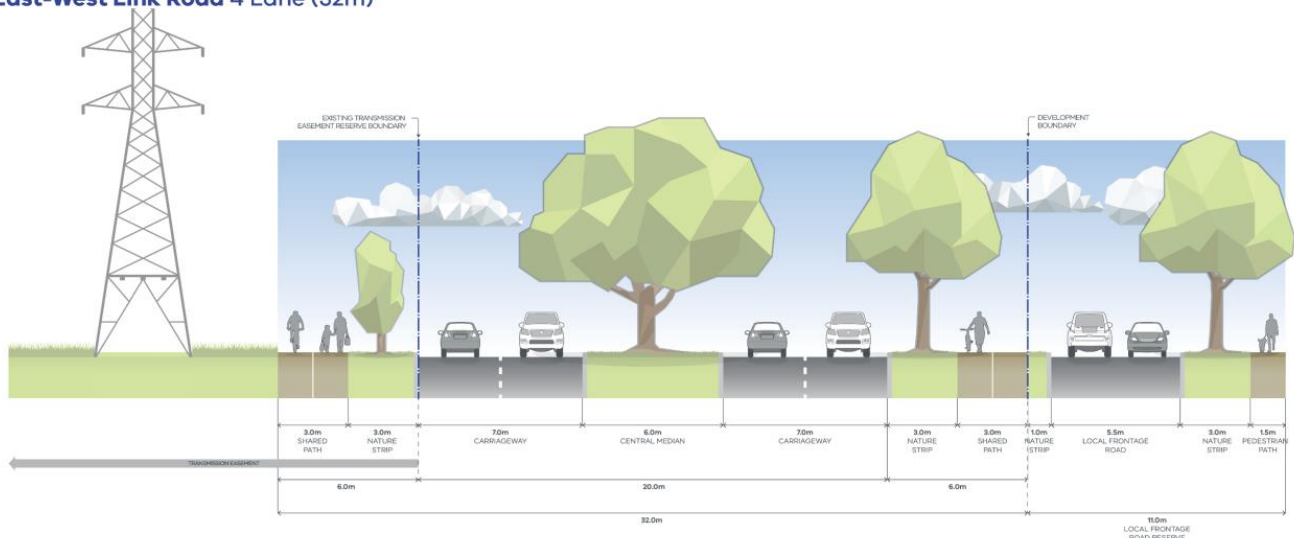 East-West Link Road 4 Lane (32m)
EXISTING TRANSMISSION
EASEMENT RESERVE BOUNDARY
DEVELOPMENT
BOUNDARY
3.0m
SHARED
PATH
3.0m
NATURE
STRIP
7.0m
CARRIAGEWAY
6.0m
CENTRAL MEDIAN
7.0m
CARRIAGEWAY
3.0m
NATURE
STRIP
3.0m
SHARED
PATH
1.0m
NATURE
STRIP
5.5m
LOCAL FRONTAGE
ROAD
3.0m
NATURE
STRIP
1.5m
PEDESTRIAN
PATH
TRANSMISSION EASEMENT
6.0m
20.0m
6.0m
32.0m
11.0m
LOCAL FRONTAGE
ROAD RESERVE